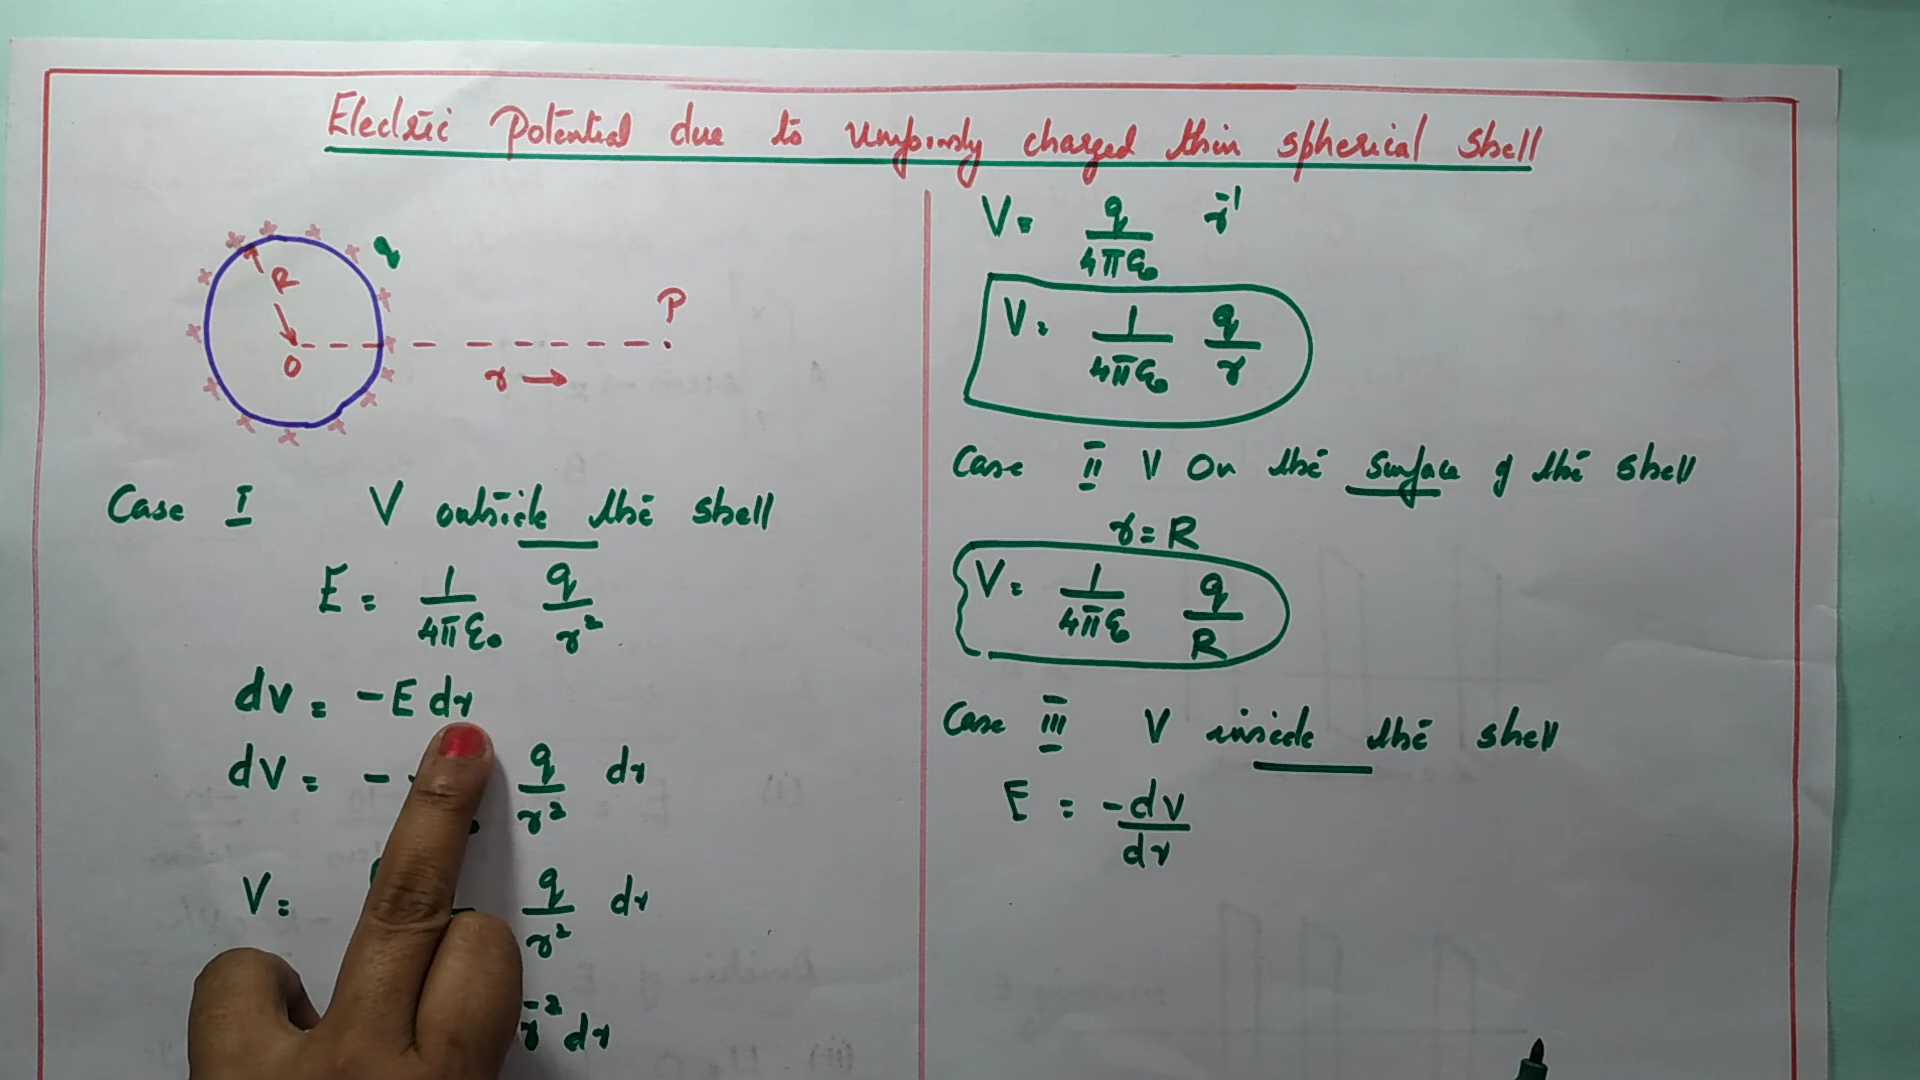 Electric Potential due to Uniformly charged thin spherical shell
q
R
P
O
r →
Case I V outside the shell
E = 1/4πε₀ q/r²
dV = -E dr
dV = - q/r² dr
V = q/r² dr
r⁻² dr
V = q/4πε₀ r⁻¹
V = 1/4πε₀ q/r
Case II V On the surface of the shell
r = R
V = 1/4πε₀ q/R
Case III V inside the shell
E = -dV/dr